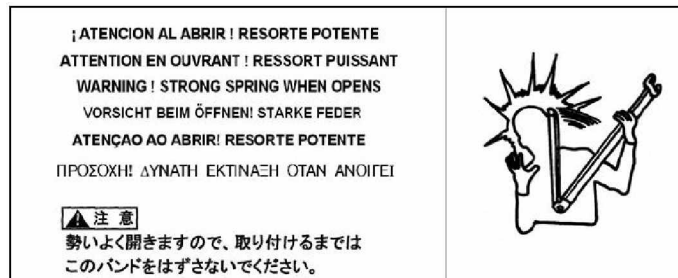 ¡ATENCION AL ABRIR! RESORTE POTENTE
ATTENTION EN OUVRANT! RESSORT PUISSANT
WARNING! STRONG SPRING WHEN OPENS
VORSICHT BEIM ÖFFNEN! STARKE FEDER
ATENÇAO AO ABRIR! RESORTE POTENTE
ΠΡΟΣΟΧΗ! ΔΥΝΑΤΗ ΕΚΤΙΝΑΞΗ ΟΤΑΝ ΑΝΟΙΓΕΙ
注意
勢いよく開きますので、取り付けるまでは
このバンドをはずさないでください。